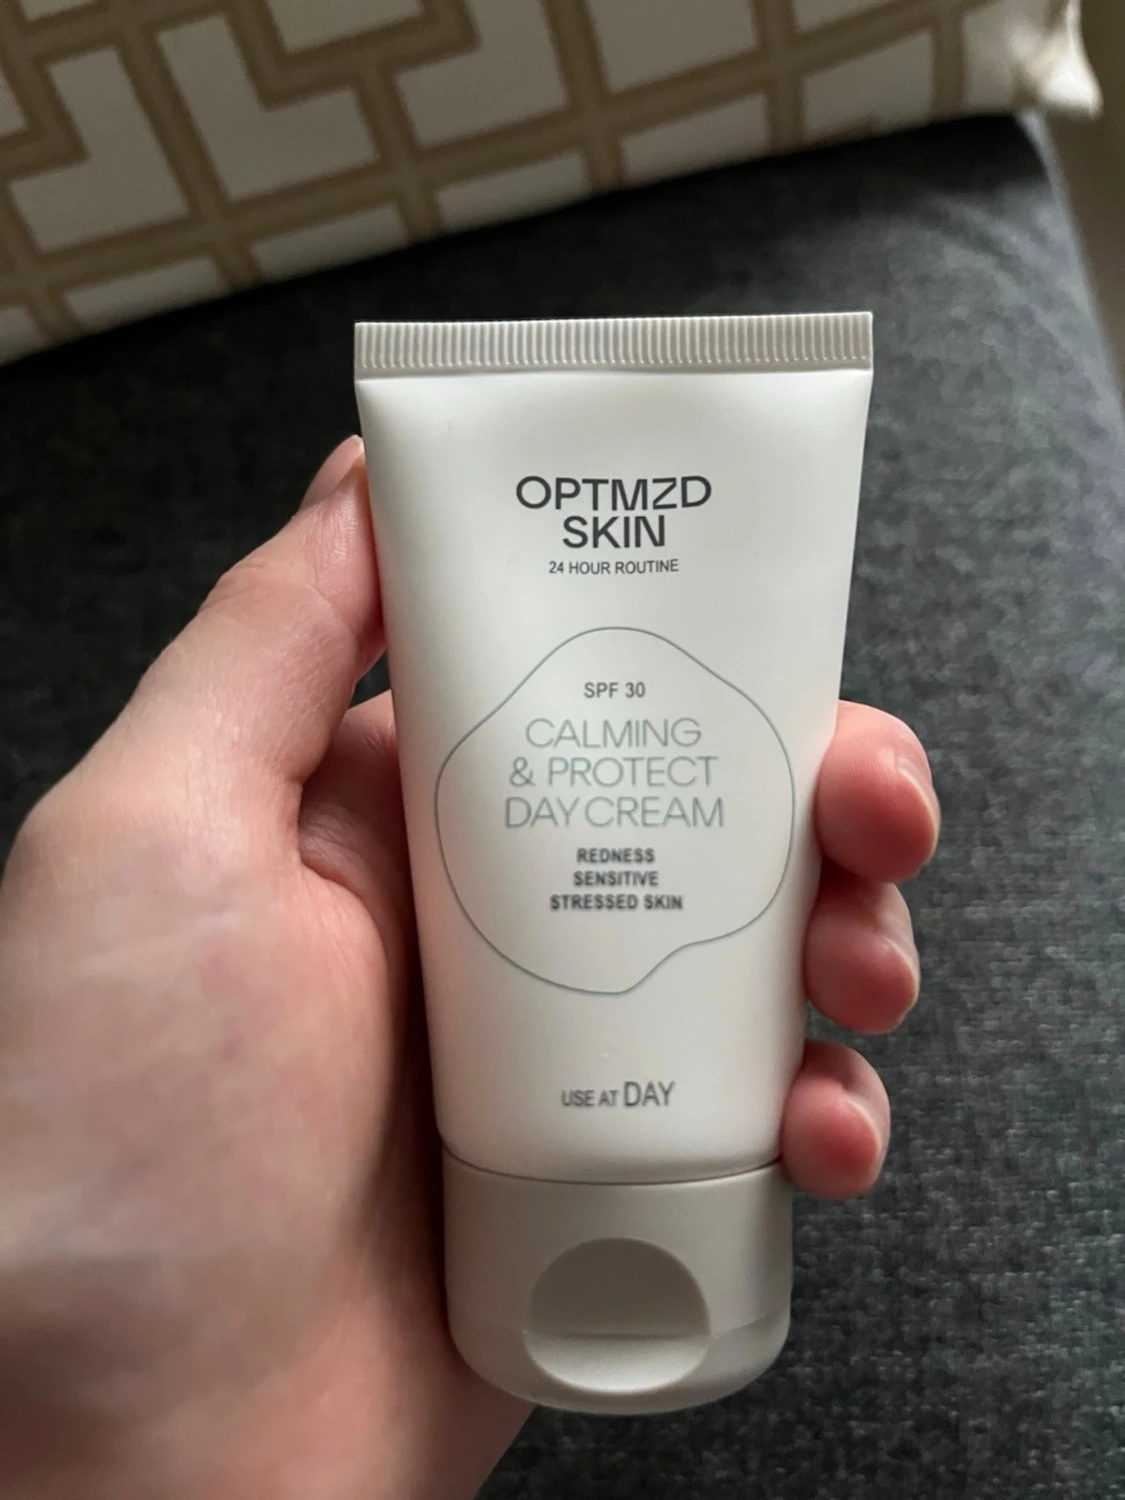 OPTMZD
SKIN
24 HOUR ROUTINE
SPF 30
CALMING
& PROTECT
DAY CREAM
REDNESS
SENSITIVE
STRESSED SKIN
USE AT DAY